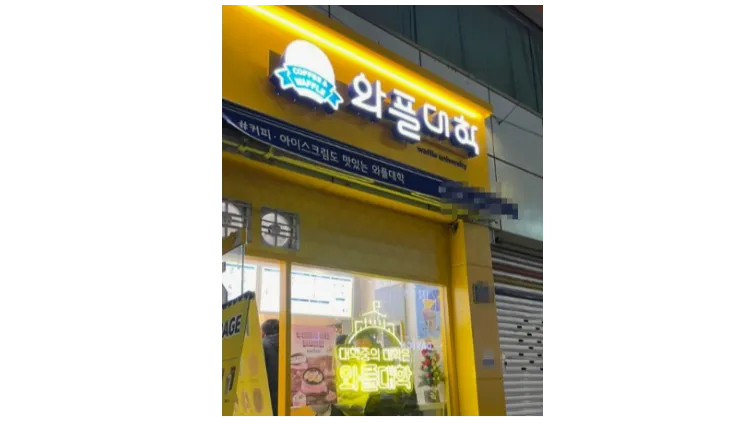 COFFEE &
WAFFLE
와플대학
waffle university
#커피 · 아이스크림도 맛있는 와플대학
대학중의 대학은
와플대학